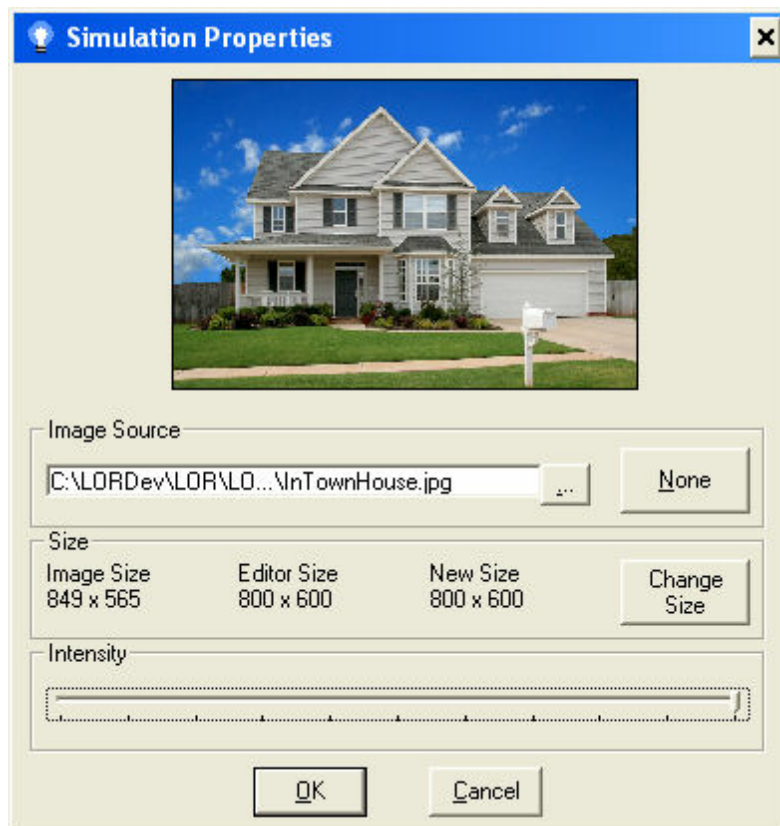 Simulation Properties
Image Source
C:\LORDev\LOR\LO...\InTownHouse.jpg
...
None
Size
Image Size Editor Size New Size
849 x 565 800 x 600 800 x 600
Change
Size
Intensity
OK Cancel